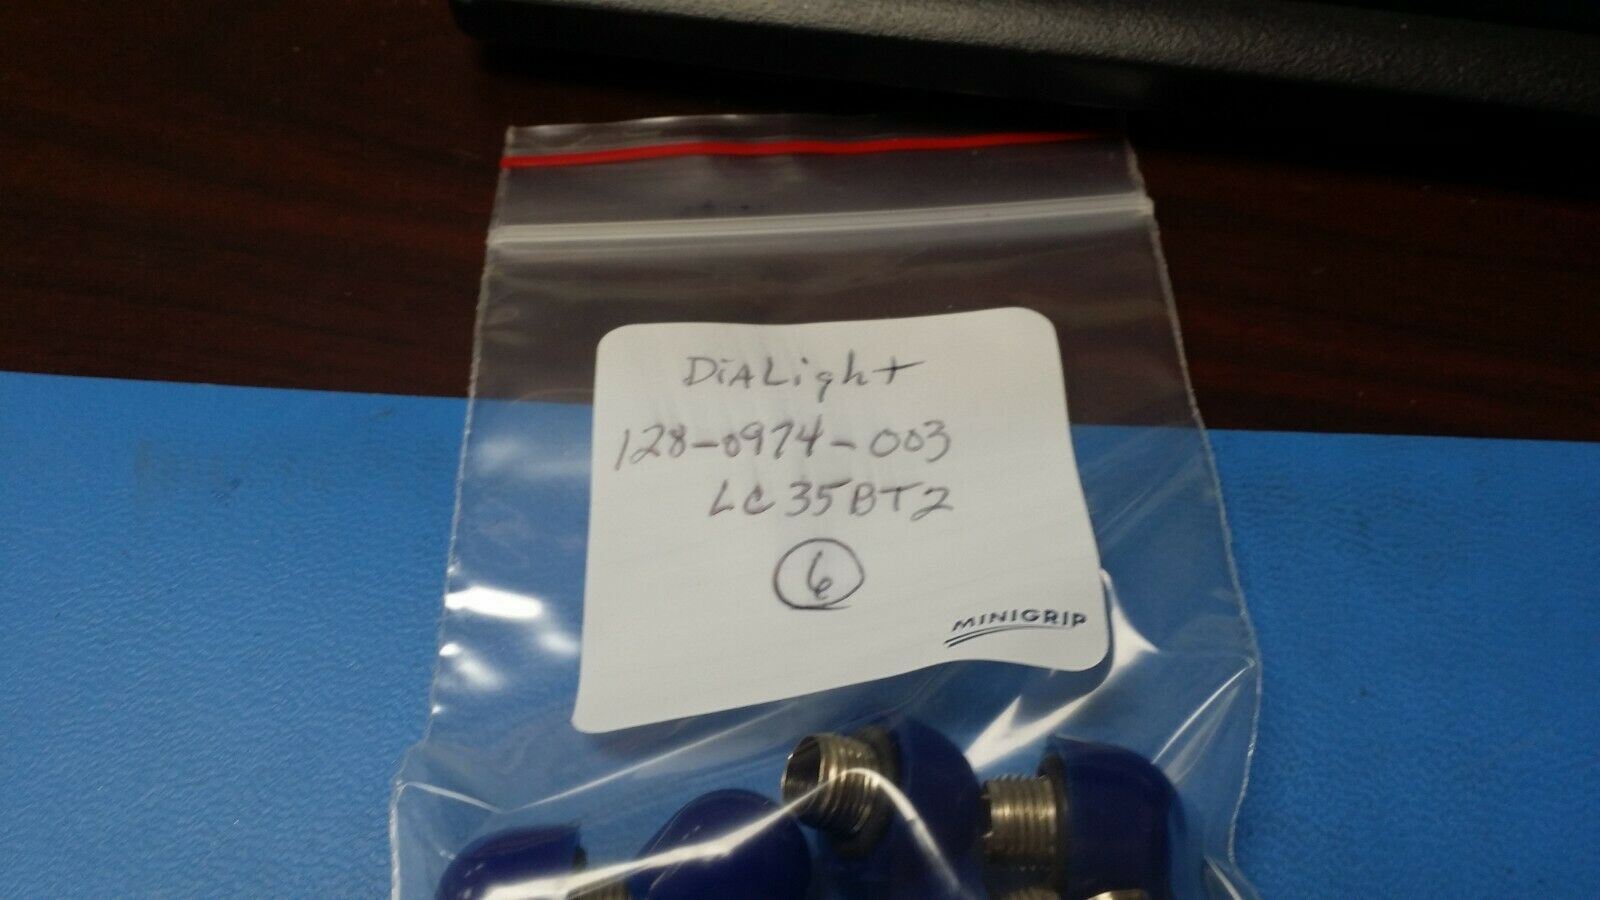 DiALight
128-0974-003
LC35BT2
6
MINIGRIP